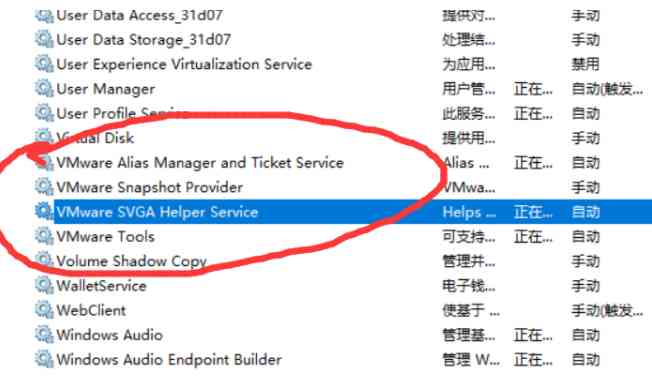 User Data Access_31d07 提供对... 手动
User Data Storage_31d07 处理结... 手动
User Experience Virtualization Service 为应用... 禁用
User Manager 用户管... 正在... 自动(触发...
User Profile Service 此服务... 正在... 自动
Virtual Disk 提供用... 手动
VMware Alias Manager and Ticket Service Alias ... 正在... 自动
VMware Snapshot Provider VMwa... 手动
VMware SVGA Helper Service Helps ... 正在... 自动
VMware Tools 可支持... 正在... 自动
Volume Shadow Copy 管理并... 手动
WalletService 电子钱... 手动
WebClient 使基于 ... 手动(触发...
Windows Audio 管理基... 正在... 自动
Windows Audio Endpoint Builder 管理 W... 正在... 自动